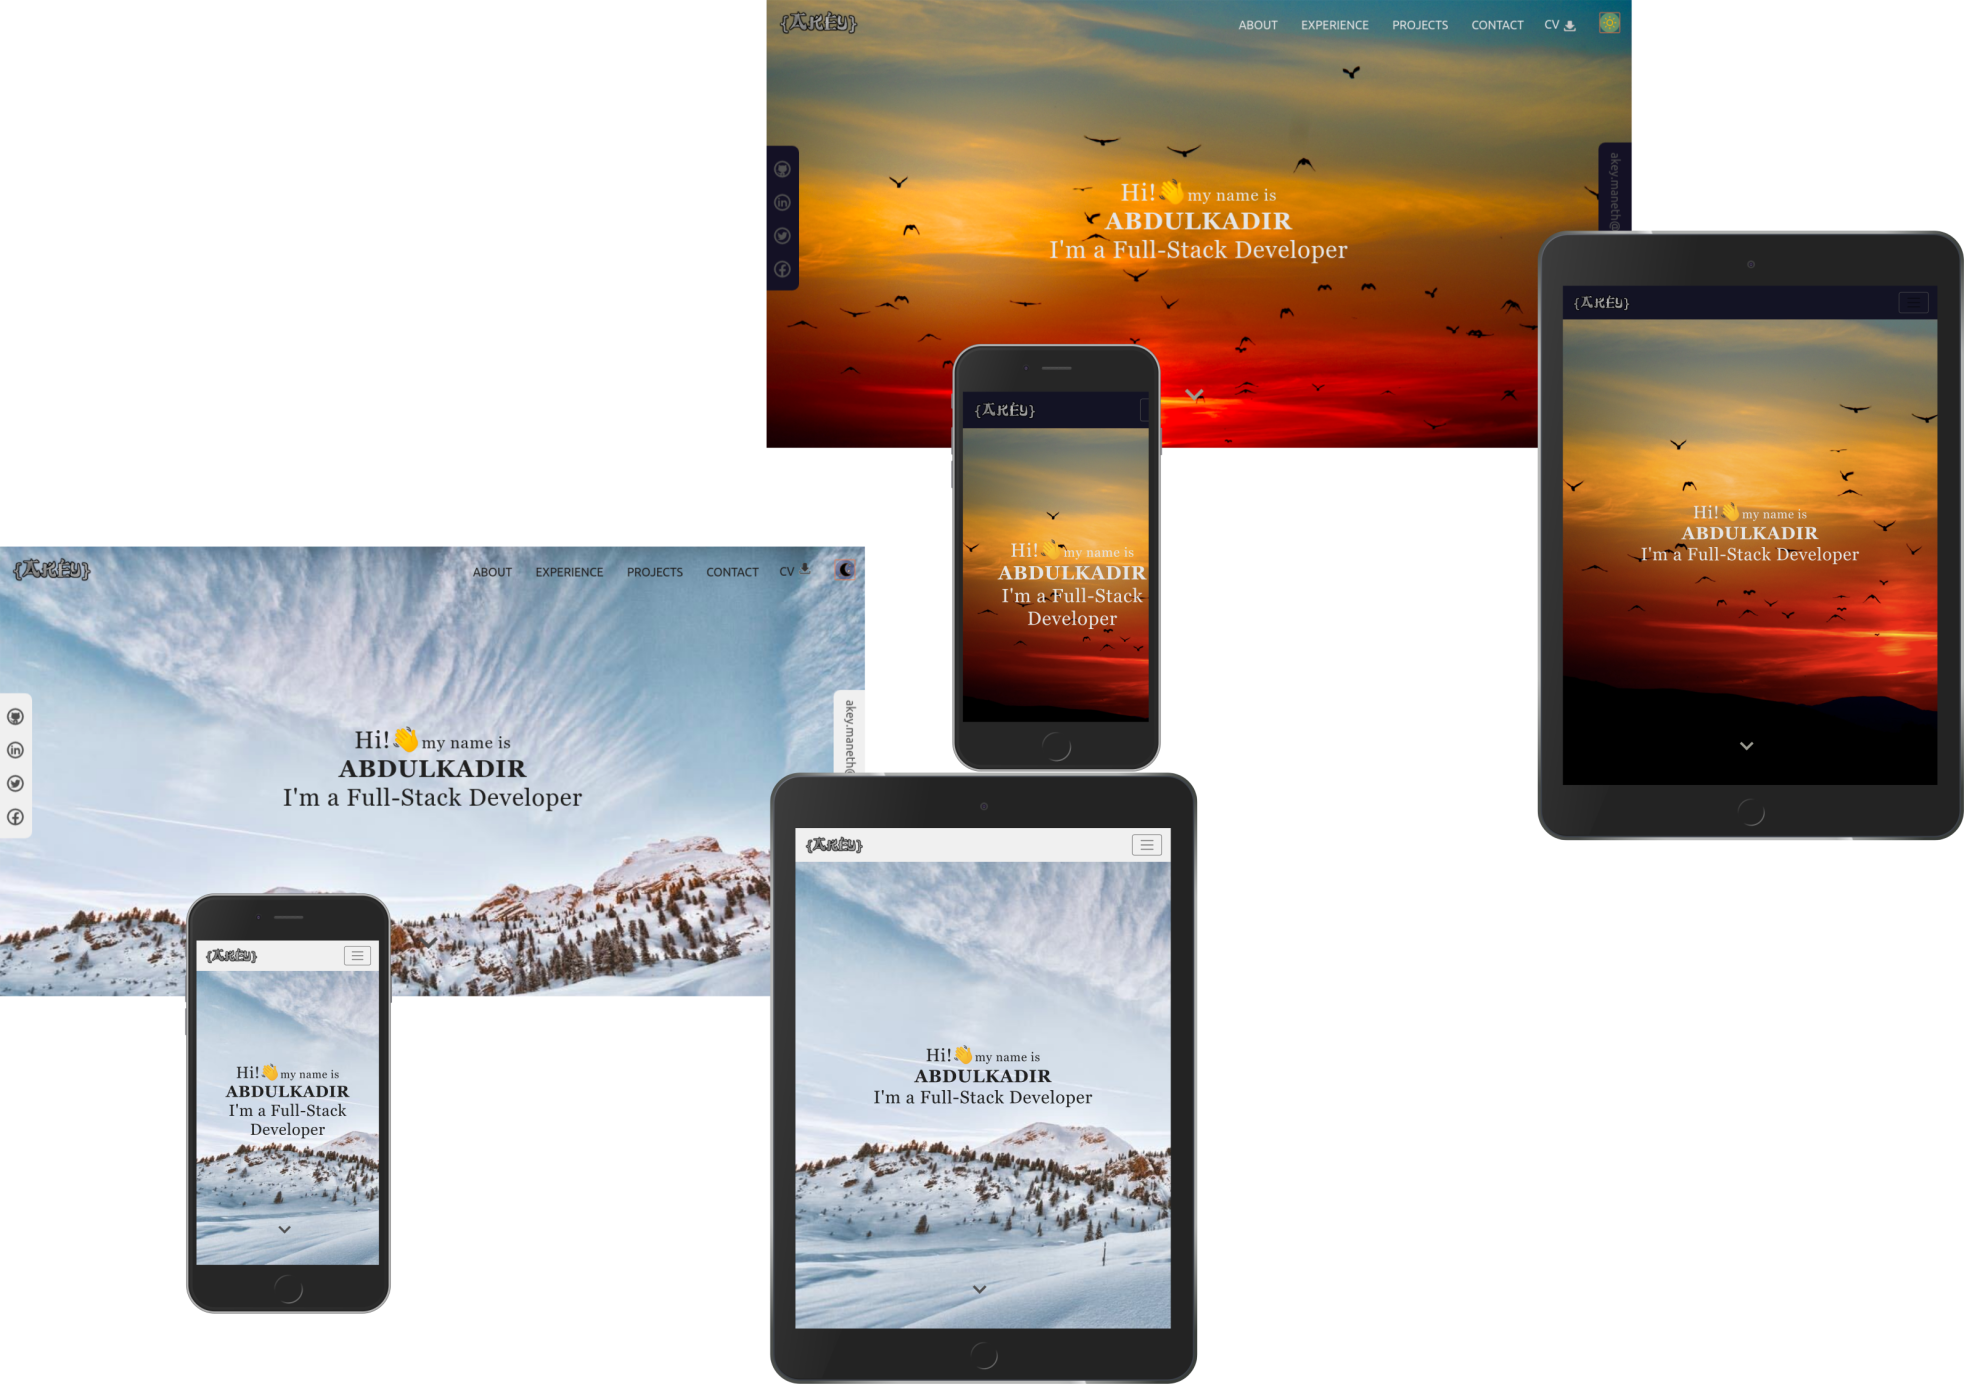 {AKEY}
ABOUT EXPERIENCE PROJECTS CONTACT CV
Hi!👋 my name is
ABDULKADIR
I'm a Full-Stack Developer
akey.maneth@
{AKEY}
Hi!👋 my name is
ABDULKADIR
I'm a Full-Stack Developer
{AKEY}
Hi!👋 my name is
ABDULKADIR
I'm a Full-Stack
Developer
{AKEY}
ABOUT EXPERIENCE PROJECTS CONTACT CV
Hi!👋 my name is
ABDULKADIR
I'm a Full-Stack Developer
akey.maneth@
{AKEY}
Hi!👋 my name is
ABDULKADIR
I'm a Full-Stack
Developer
{AKEY}
Hi!👋 my name is
ABDULKADIR
I'm a Full-Stack Developer